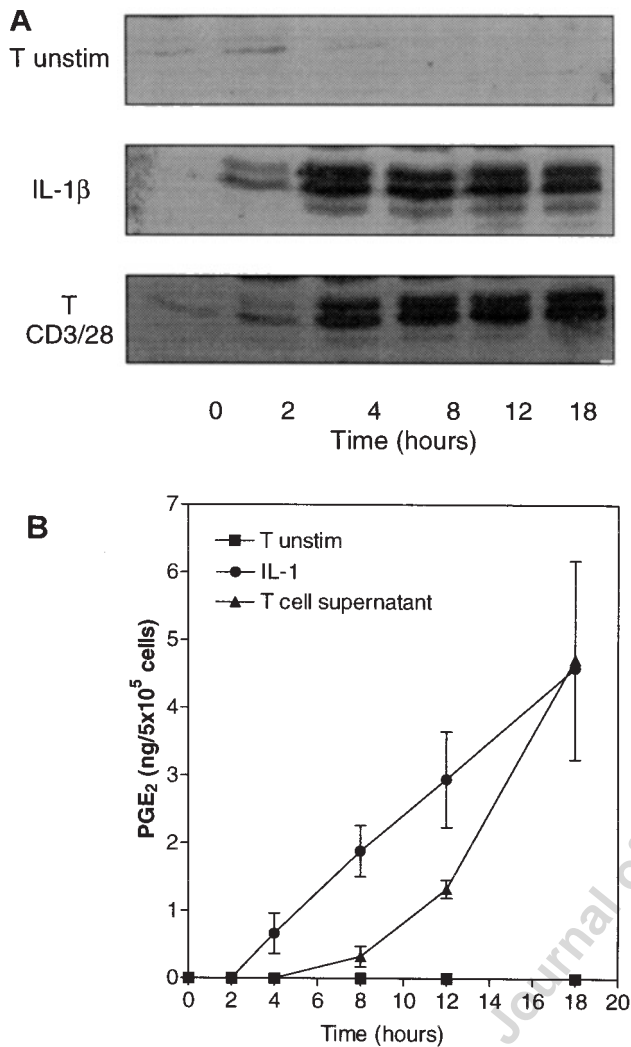 A
T unstim
IL-1β
T
CD3/28
0 2 4 8 12 18
Time (hours)
B
7
6
5
4
3
2
1
0
PGE₂ (ng/5x10⁵ cells)
T unstim
IL-1
T cell supernatant
0 2 4 6 8 10 12 14 16 18 20
Time (hours)
Journal